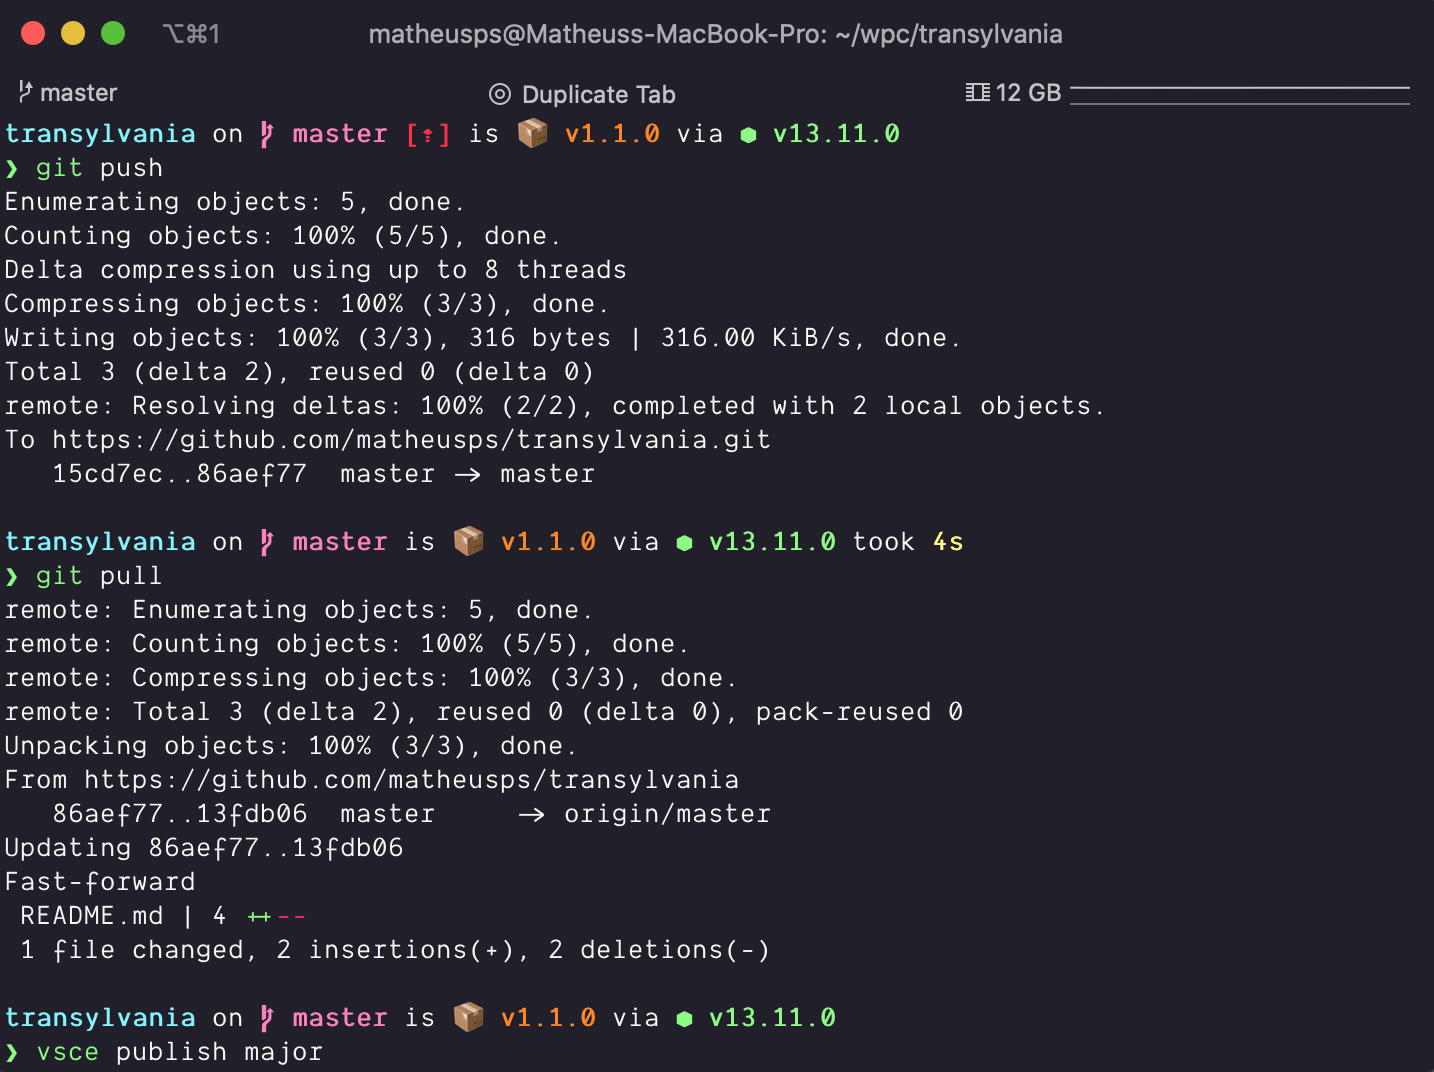 ⌥⌘1 matheusps@Matheuss-MacBook-Pro: ~/wpc/transylvania
master Duplicate Tab 12 GB
transylvania on master [⇡] is 📦 v1.1.0 via ⬢ v13.11.0
❯ git push
Enumerating objects: 5, done.
Counting objects: 100% (5/5), done.
Delta compression using up to 8 threads
Compressing objects: 100% (3/3), done.
Writing objects: 100% (3/3), 316 bytes | 316.00 KiB/s, done.
Total 3 (delta 2), reused 0 (delta 0)
remote: Resolving deltas: 100% (2/2), completed with 2 local objects.
To https://github.com/matheusps/transylvania.git
   15cd7ec..86aef77  master -> master
transylvania on master is 📦 v1.1.0 via ⬢ v13.11.0 took 4s
❯ git pull
remote: Enumerating objects: 5, done.
remote: Counting objects: 100% (5/5), done.
remote: Compressing objects: 100% (3/3), done.
remote: Total 3 (delta 2), reused 0 (delta 0), pack-reused 0
Unpacking objects: 100% (3/3), done.
From https://github.com/matheusps/transylvania
   86aef77..13fdb06  master     -> origin/master
Updating 86aef77..13fdb06
Fast-forward
 README.md | 4 ++--
 1 file changed, 2 insertions(+), 2 deletions(-)
transylvania on master is 📦 v1.1.0 via ⬢ v13.11.0
❯ vsce publish major